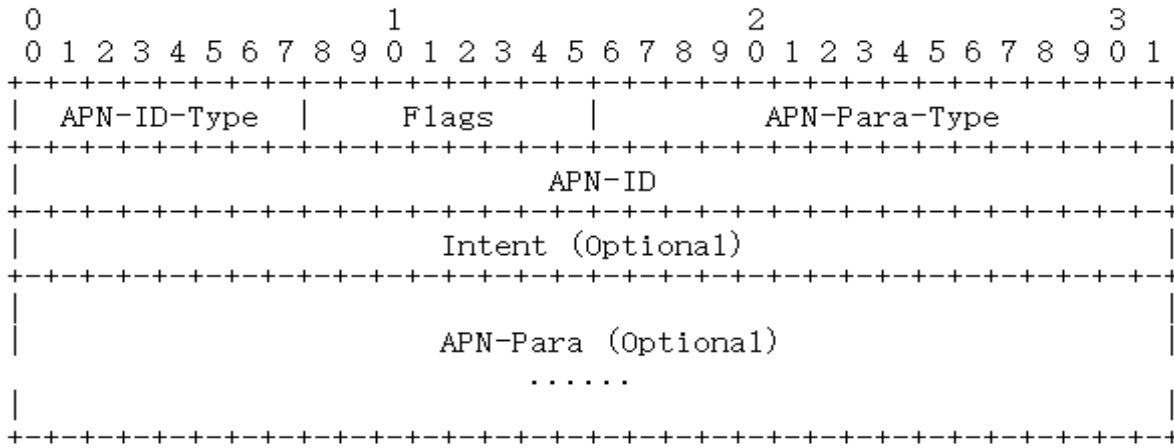 0                   1                   2                   3
 0 1 2 3 4 5 6 7 8 9 0 1 2 3 4 5 6 7 8 9 0 1 2 3 4 5 6 7 8 9 0 1
+-+-+-+-+-+-+-+-+-+-+-+-+-+-+-+-+-+-+-+-+-+-+-+-+-+-+-+-+-+-+-+-+
|  APN-ID-Type  |     Flags     |         APN-Para-Type         |
+-+-+-+-+-+-+-+-+-+-+-+-+-+-+-+-+-+-+-+-+-+-+-+-+-+-+-+-+-+-+-+-+
|                             APN-ID                            |
+-+-+-+-+-+-+-+-+-+-+-+-+-+-+-+-+-+-+-+-+-+-+-+-+-+-+-+-+-+-+-+-+
|                       Intent (Optional)                       |
+-+-+-+-+-+-+-+-+-+-+-+-+-+-+-+-+-+-+-+-+-+-+-+-+-+-+-+-+-+-+-+-+
|                                                               |
|                       APN-Para (Optional)                     |
                            ......
|                                                               |
+-+-+-+-+-+-+-+-+-+-+-+-+-+-+-+-+-+-+-+-+-+-+-+-+-+-+-+-+-+-+-+-+